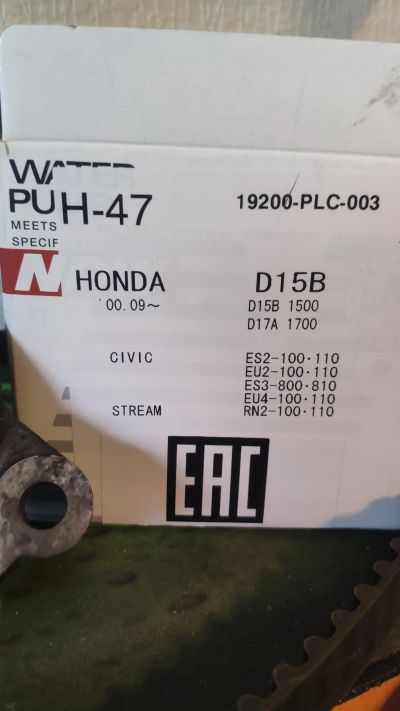 WATER
PU H-47 19200-PLC-003
MEETS
SPECIF
N HONDA D15B
'00.09~ D15B 1500
D17A 1700
CIVIC ES2-100·110
EU2-100·110
ES3-800·810
EU4-100·110
STREAM RN2-100·110
EAC